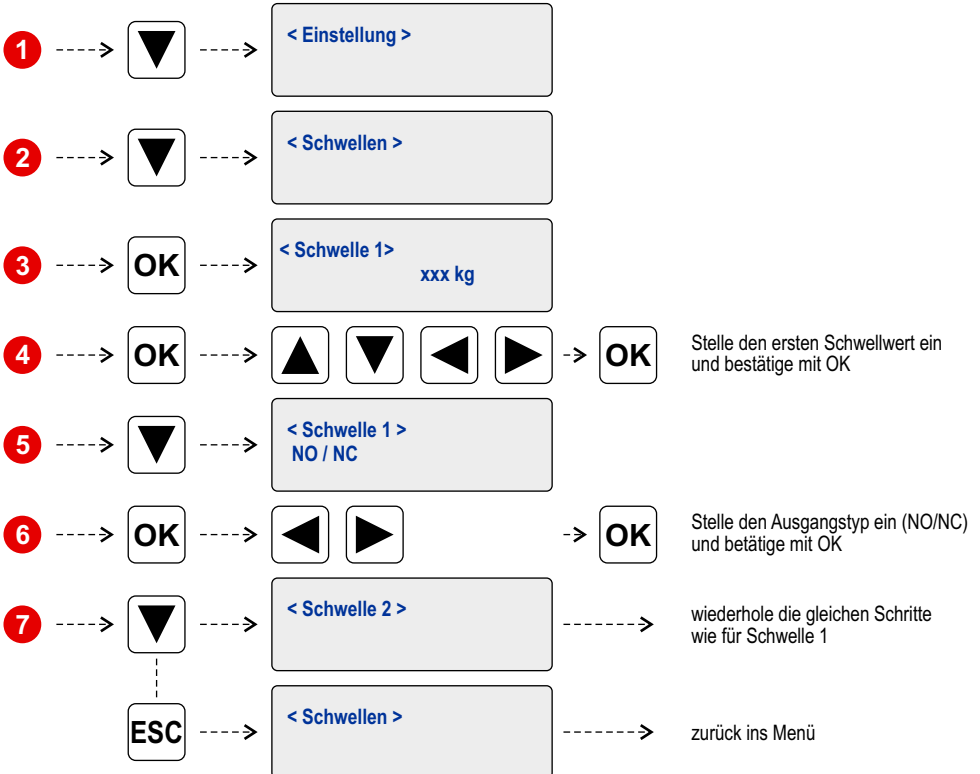 1
< Einstellung >
2
< Schwellen >
3
OK
< Schwelle 1>
xxx kg
4
OK
OK
Stelle den ersten Schwellwert ein
und bestätige mit OK
5
< Schwelle 1 >
NO / NC
6
OK
OK
Stelle den Ausgangstyp ein (NO/NC)
und betätige mit OK
7
< Schwelle 2 >
wiederhole die gleichen Schritte
wie für Schwelle 1
ESC
< Schwellen >
zurück ins Menü